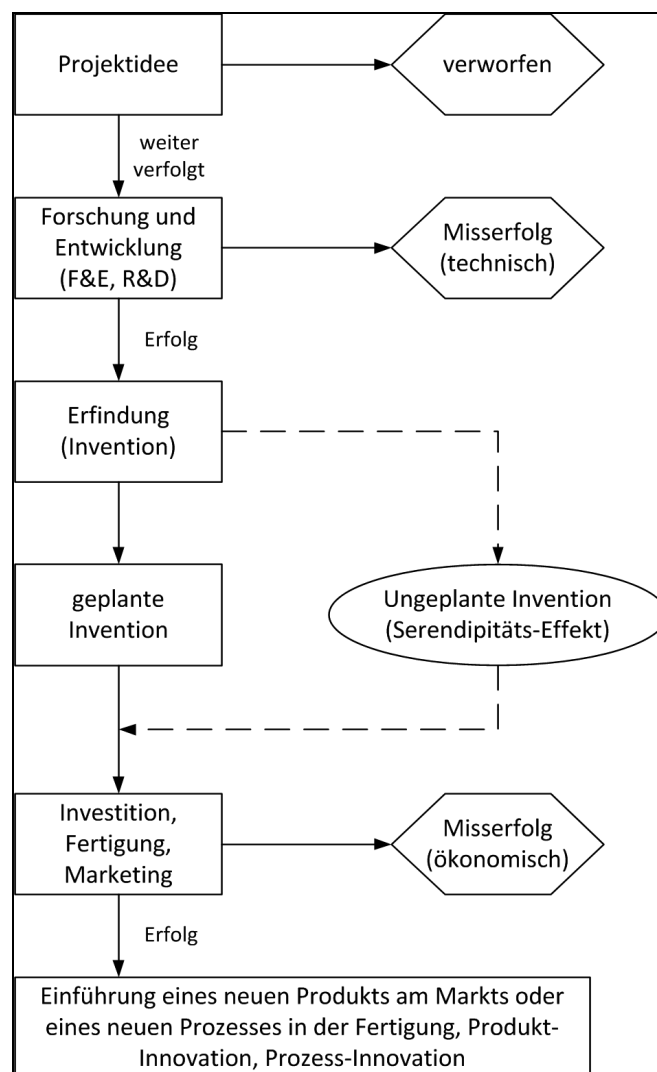 Projektidee
verworfen
weiter
verfolgt
Forschung und
Entwicklung
(F&E, R&D)
Misserfolg
(technisch)
Erfolg
Erfindung
(Invention)
geplante
Invention
Ungeplante Invention
(Serendipitäts-Effekt)
Investition,
Fertigung,
Marketing
Misserfolg
(ökonomisch)
Erfolg
Einführung eines neuen Produkts am Markts oder
eines neuen Prozesses in der Fertigung, Produkt-
Innovation, Prozess-Innovation